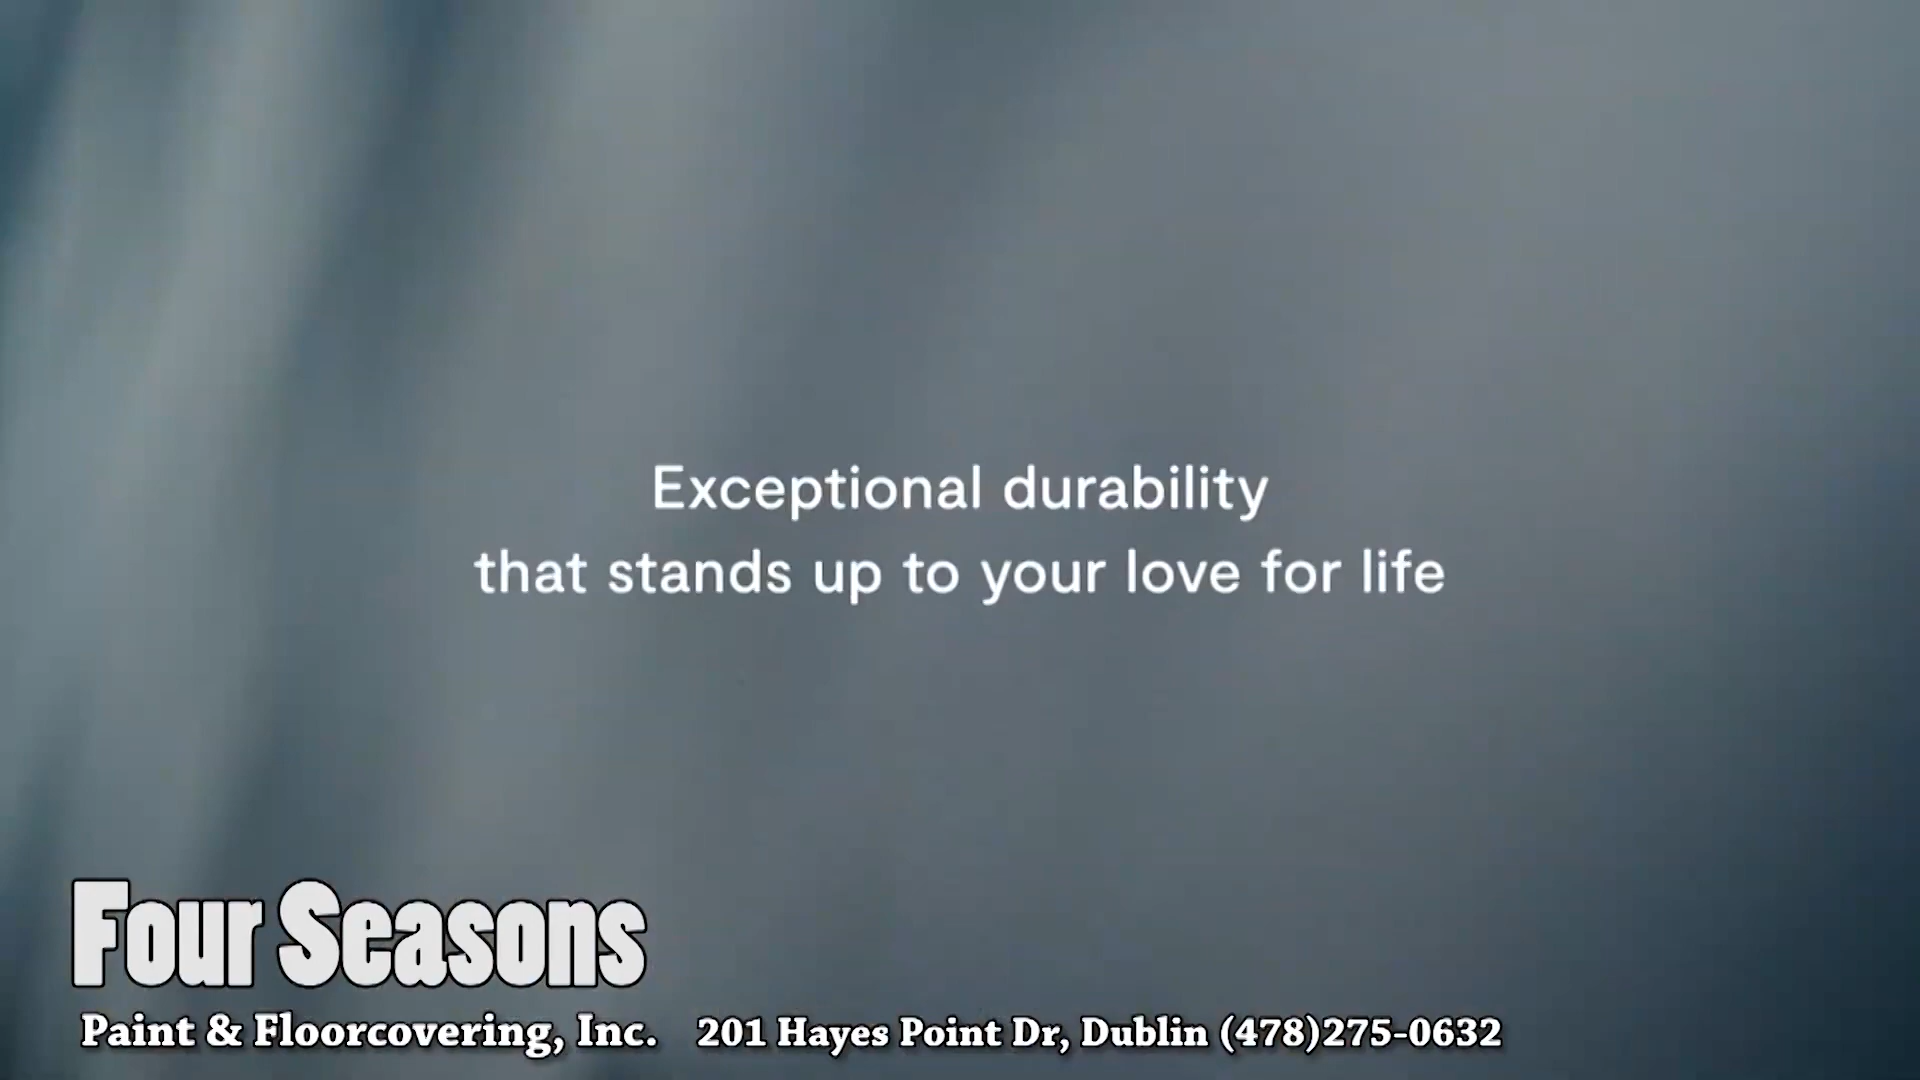 Exceptional durability
that stands up to your love for life
Four Seasons
Paint & Floorcovering, Inc. 201 Hayes Point Dr, Dublin (478)275-0632